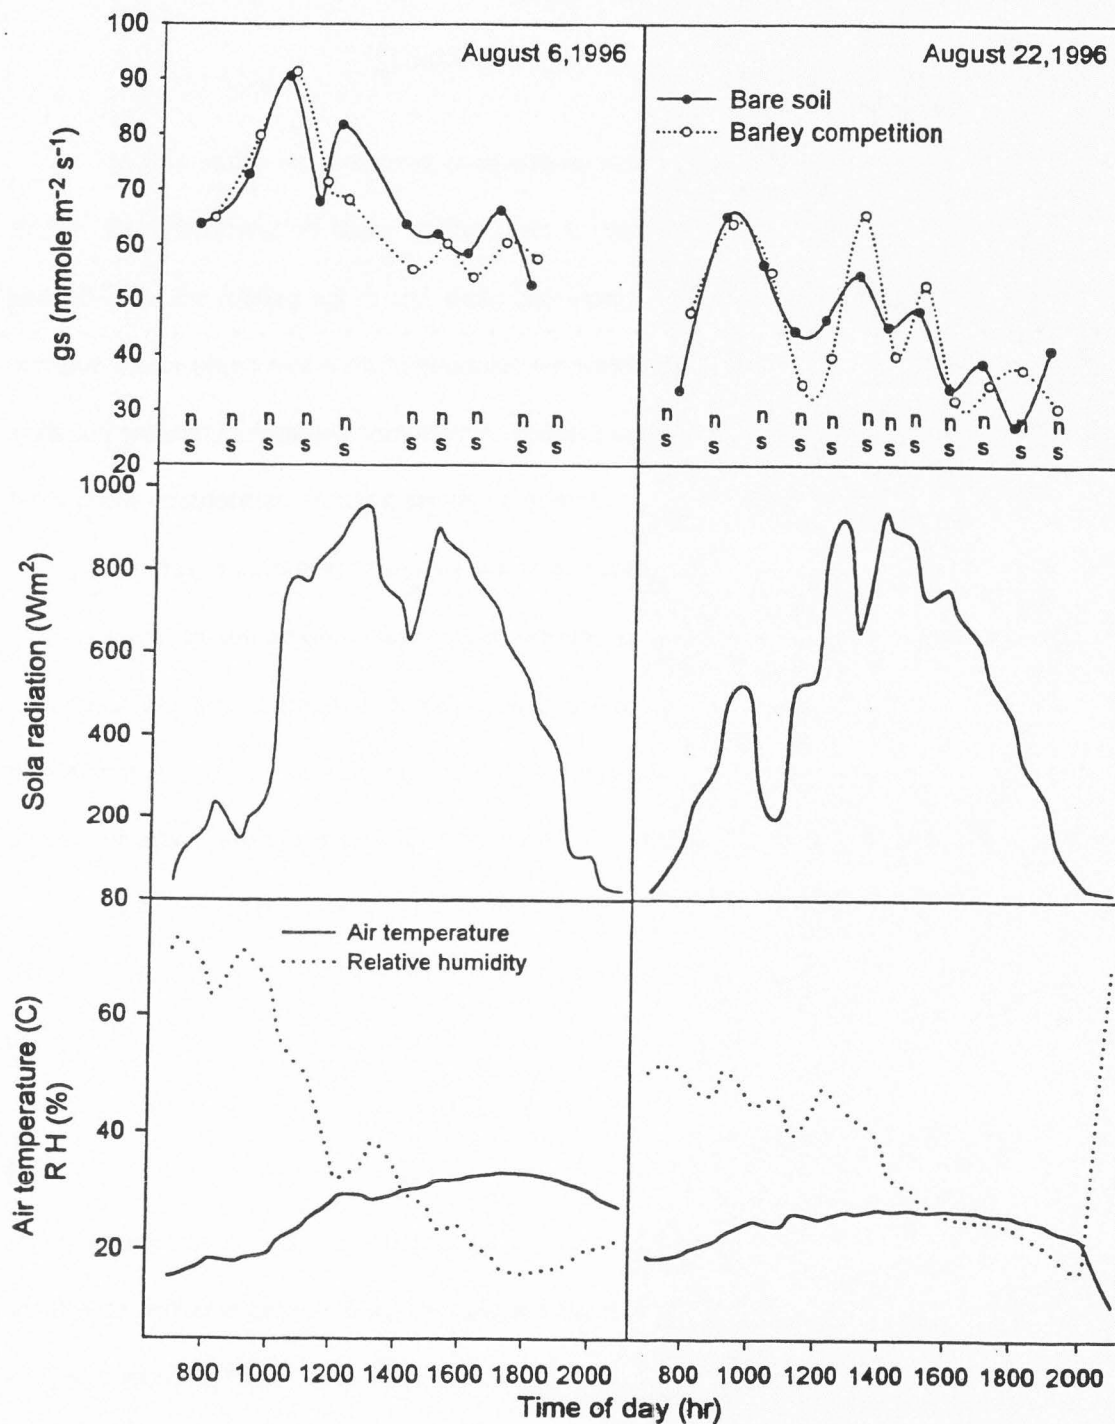 August 6,1996
August 22,1996
Bare soil
Barley competition
gs (mmole m⁻² s⁻¹)
100
90
80
70
60
50
40
30
20
n n n n n n n n n n
s s s s s s s s s s
n n n n n n n n n n n
s s s s s s s s s s s
Sola radiation (Wm²)
1000
800
600
400
200
80
Air temperature
Relative humidity
Air temperature (C)
R H (%)
60
40
20
800 1000 1200 1400 1600 1800 2000
800 1000 1200 1400 1600 1800 2000
Time of day (hr)